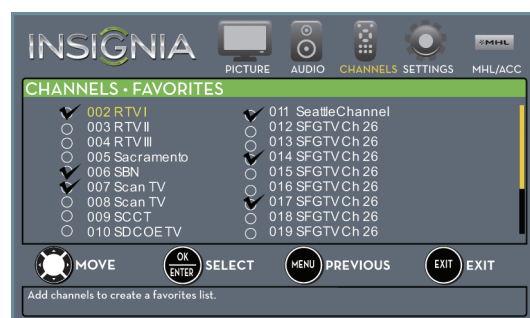 INSIGNIA
PICTURE AUDIO CHANNELS SETTINGS MHL MHL/ACC
CHANNELS • FAVORITES
002 RTV I
003 RTV II
004 RTV III
005 Sacramento
006 SBN
007 Scan TV
008 Scan TV
009 SCCT
010 SDCOE TV
011 SeattleChannel
012 SFGTV Ch 26
013 SFGTV Ch 26
014 SFGTV Ch 26
015 SFGTV Ch 26
016 SFGTV Ch 26
017 SFGTV Ch 26
018 SFGTV Ch 26
019 SFGTV Ch 26
MOVE OK ENTER SELECT MENU PREVIOUS EXIT EXIT
Add channels to create a favorites list.